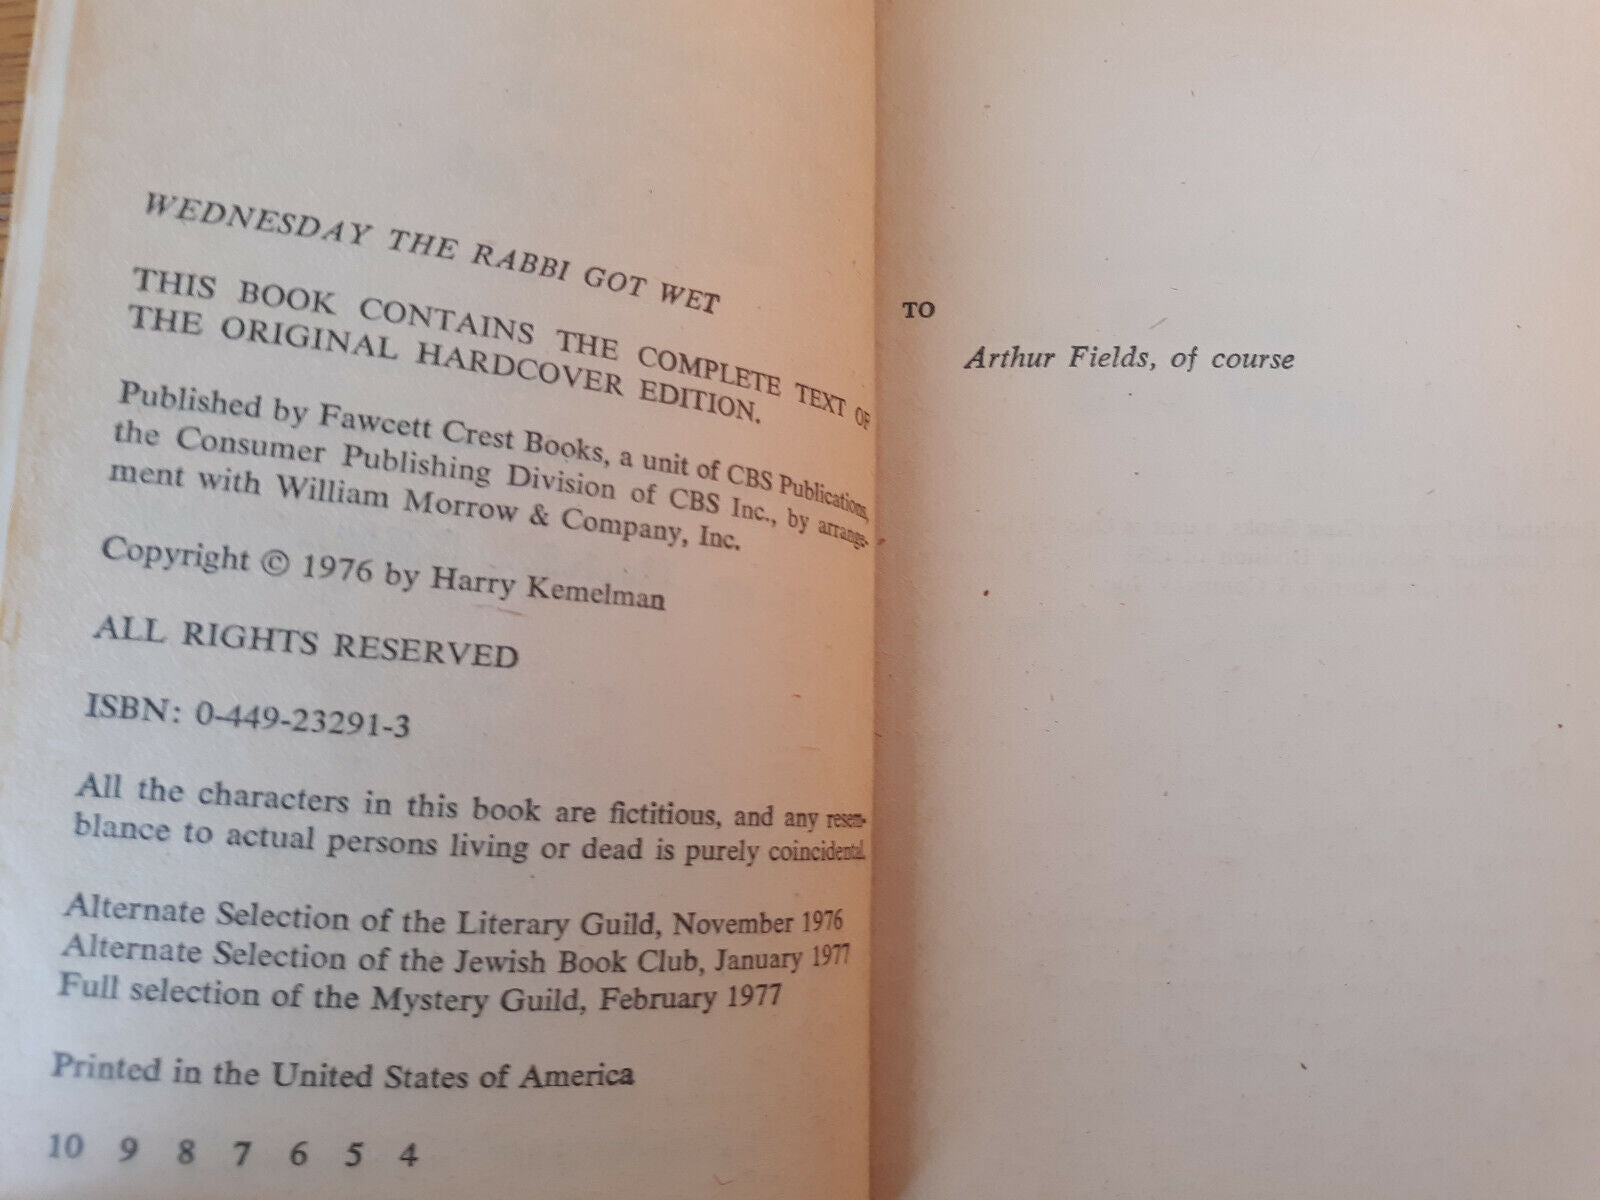 WEDNESDAY THE RABBI GOT WET
THIS BOOK CONTAINS THE COMPLETE TEXT OF
THE ORIGINAL HARDCOVER EDITION.
Published by Fawcett Crest Books, a unit of CBS Publications,
the Consumer Publishing Division of CBS Inc., by arrange-
ment with William Morrow & Company, Inc.
Copyright © 1976 by Harry Kemelman
ALL RIGHTS RESERVED
ISBN: 0-449-23291-3
All the characters in this book are fictitious, and any resem-
blance to actual persons living or dead is purely coincidental.
Alternate Selection of the Literary Guild, November 1976
Alternate Selection of the Jewish Book Club, January 1977
Full selection of the Mystery Guild, February 1977
Printed in the United States of America
10 9 8 7 6 5 4
TO
Arthur Fields, of course